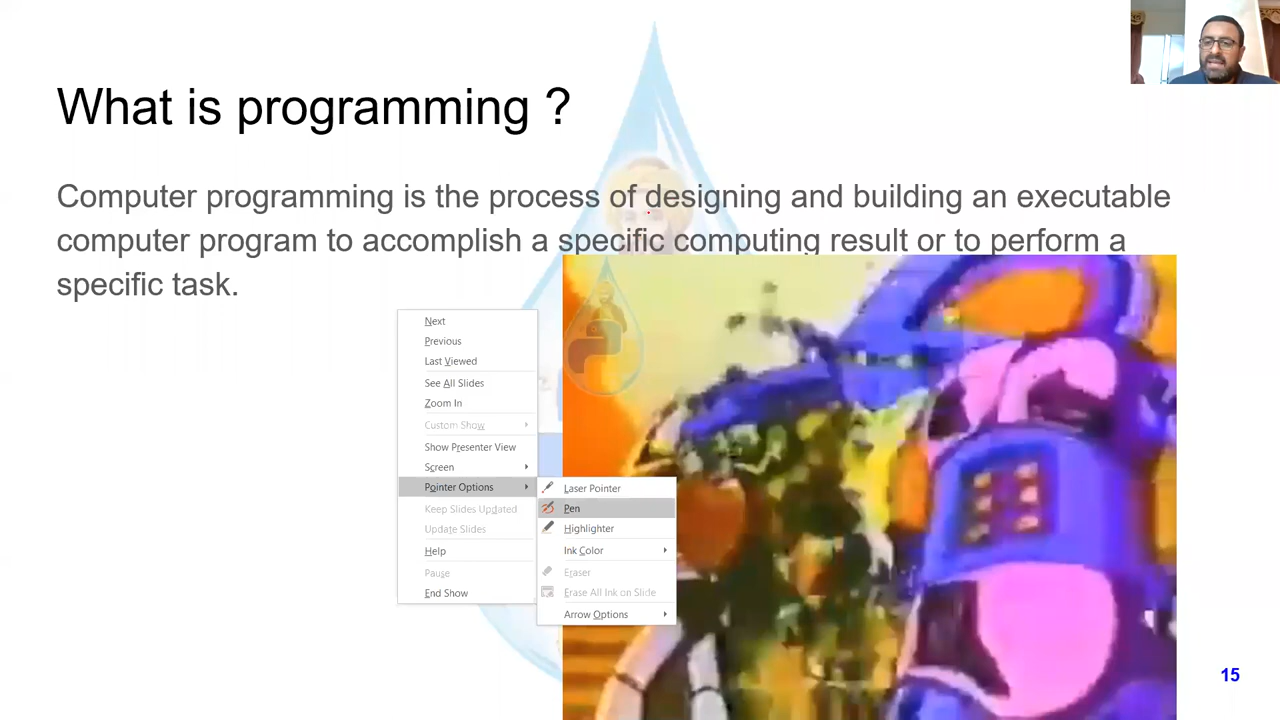 What is programming ?
Computer programming is the process of designing and building an executable
computer program to accomplish a specific computing result or to perform a
specific task.
Next
Previous
Last Viewed
See All Slides
Zoom In
Custom Show
Show Presenter View
Screen
Pointer Options
Keep Slides Updated
Update Slides
Help
Pause
End Show
Laser Pointer
Pen
Highlighter
Ink Color
Eraser
Erase All Ink on Slide
Arrow Options
15